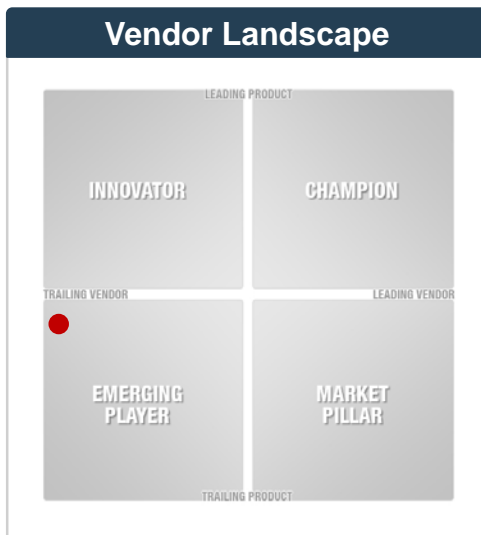 Vendor Landscape
LEADING PRODUCT
INNOVATOR
CHAMPION
TRAILING VENDOR
LEADING VENDOR
EMERGING
PLAYER
MARKET
PILLAR
TRAILING PRODUCT